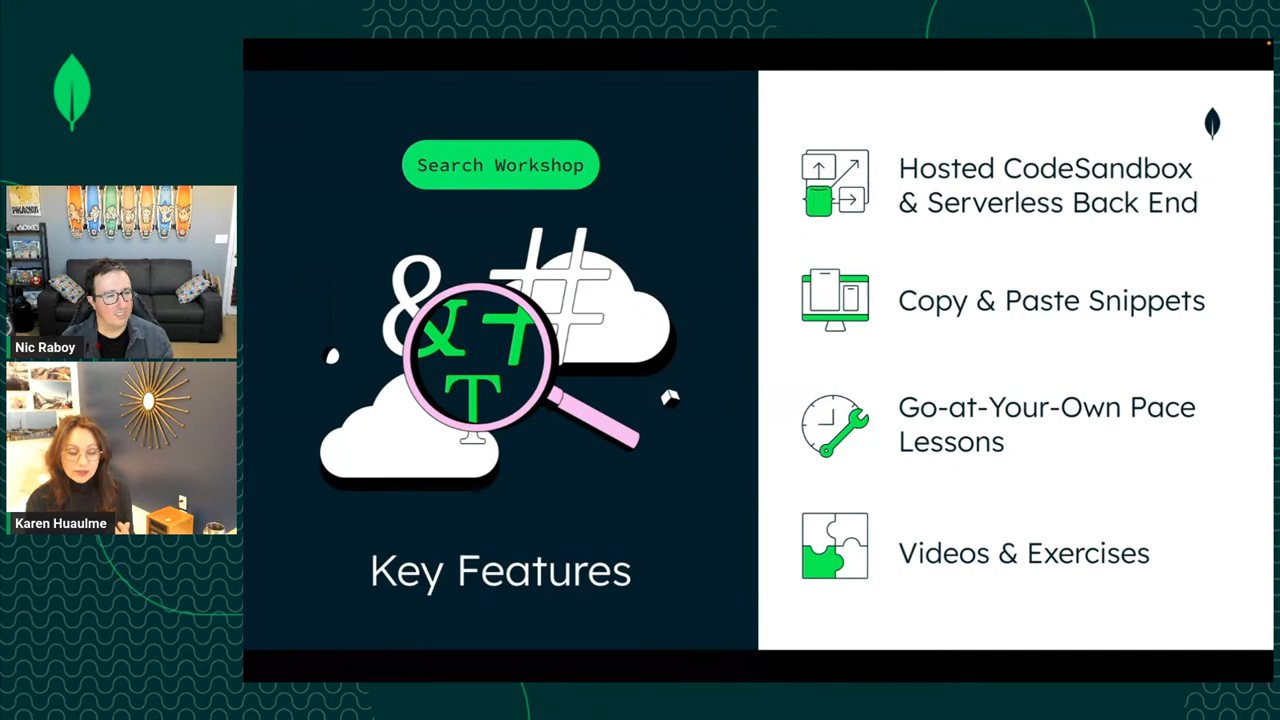 Search Workshop
Key Features
Hosted CodeSandbox
& Serverless Back End
Copy & Paste Snippets
Go-at-Your-Own Pace
Lessons
Videos & Exercises
Nic Raboy
Karen Huaulme
& # T